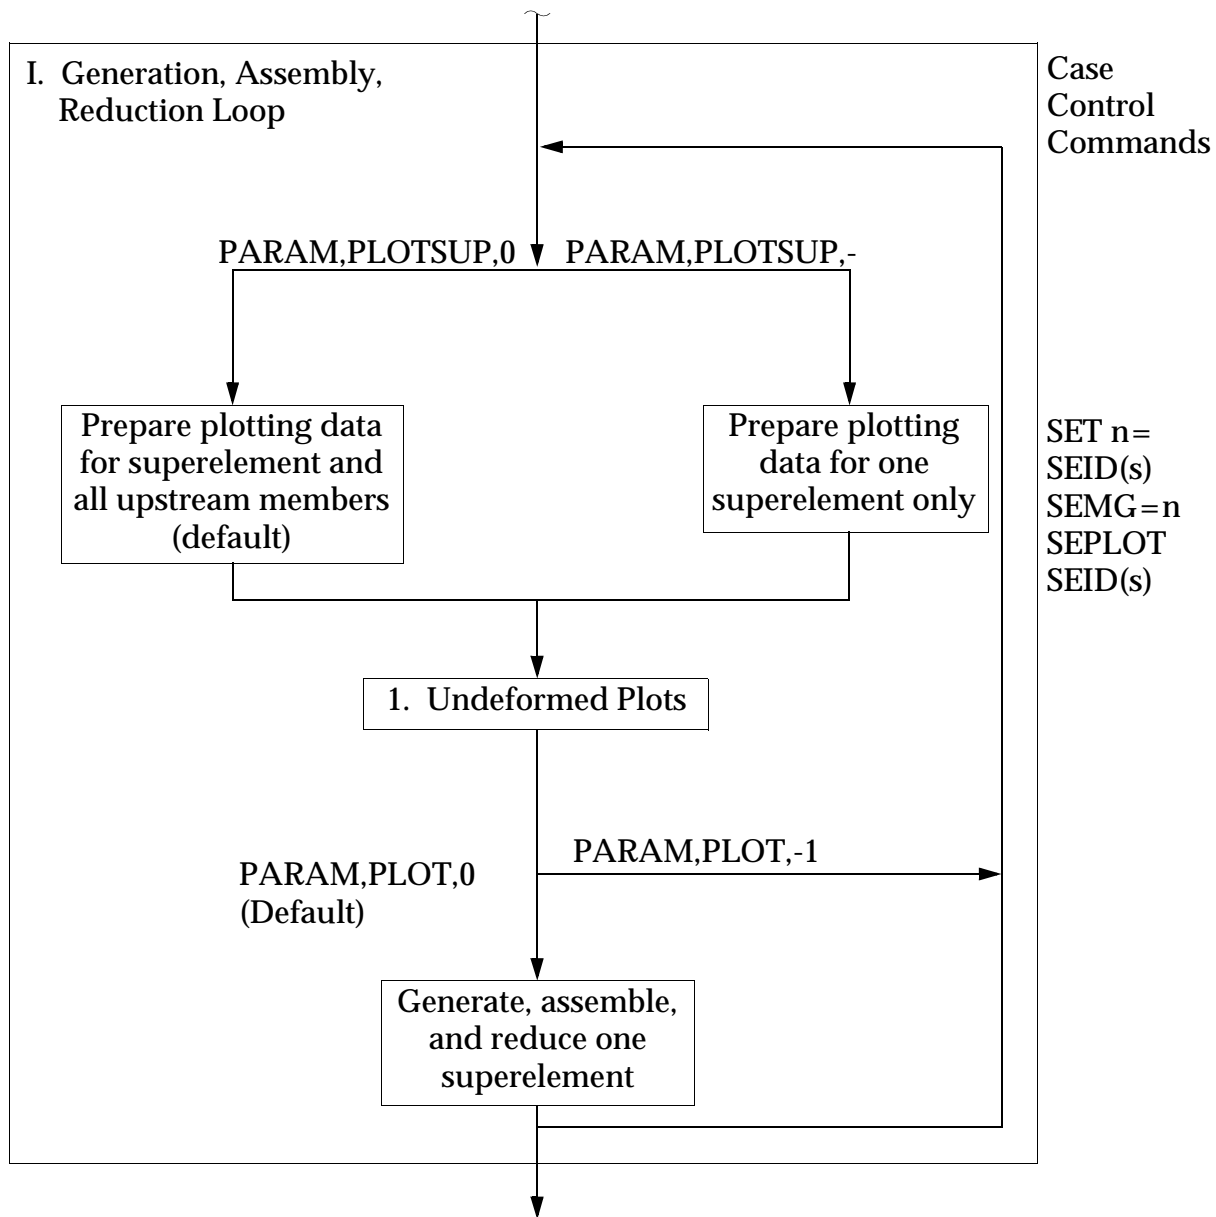 I. Generation, Assembly,
Reduction Loop
Case
Control
Commands
PARAM,PLOTSUP,0
PARAM,PLOTSUP,-
Prepare plotting data
for superelement and
all upstream members
(default)
Prepare plotting
data for one
superelement only
SET n=
SEID(s)
SEMG=n
SEPLOT
SEID(s)
1. Undeformed Plots
PARAM,PLOT,-1
PARAM,PLOT,0
(Default)
Generate, assemble,
and reduce one
superelement